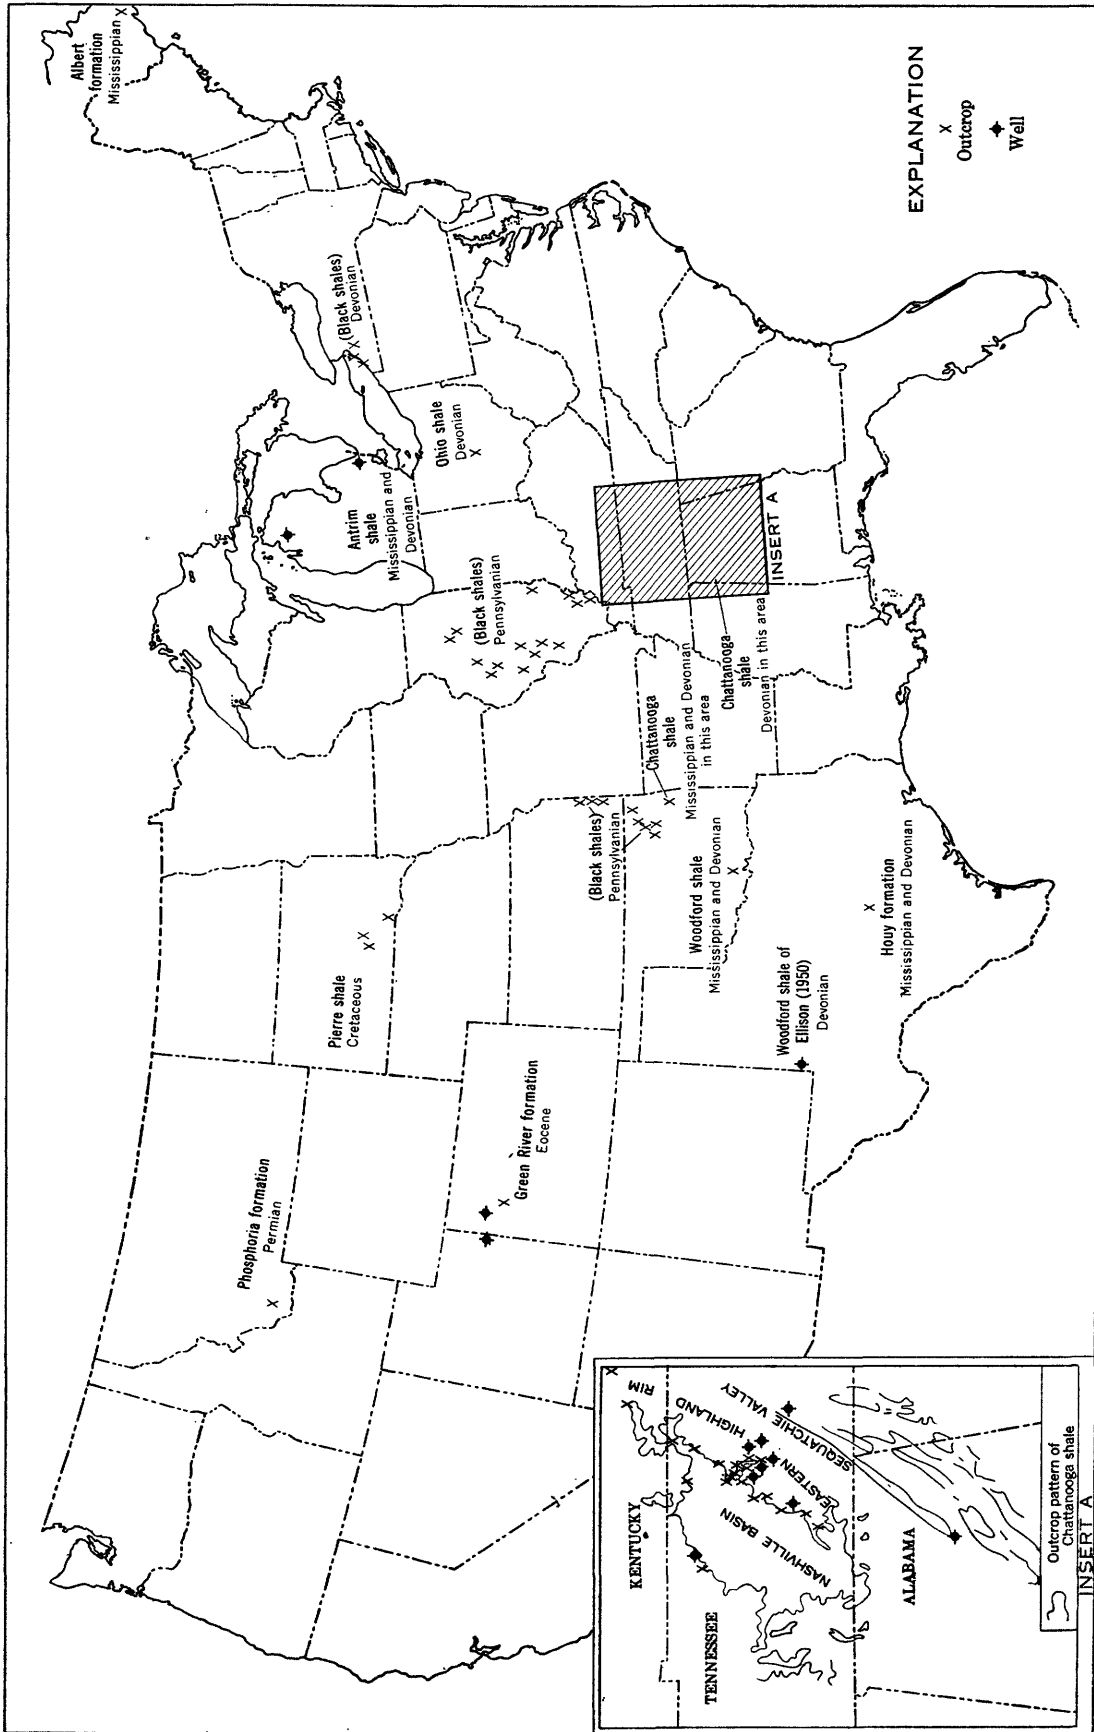 Albert
formation
Mississippian
(Black shales)
Devonian
Ohio shale
Devonian
Antrim
shale
Mississippian and
Devonian
(Black shales)
Pennsylvanian
Pierre shale
Cretaceous
Phosphoria formation
Permian
Green River formation
Eocene
(Black shales)
Pennsylvanian
Chattanooga
shale
Mississippian and Devonian
in this area
Chattanooga
shale
Devonian in this area
INSERT A
Woodford shale
Mississippian and Devonian
Woodford shale of
Ellison (1950)
Devonian
Houy formation
Mississippian and Devonian
EXPLANATION
x
Outcrop
Well
KENTUCKY
TENNESSEE
ALABAMA
NASHVILLE BASIN
EASTERN HIGHLAND RIM
SEQUATCHIE VALLEY
Outcrop pattern of
Chattanooga shale
INSERT A